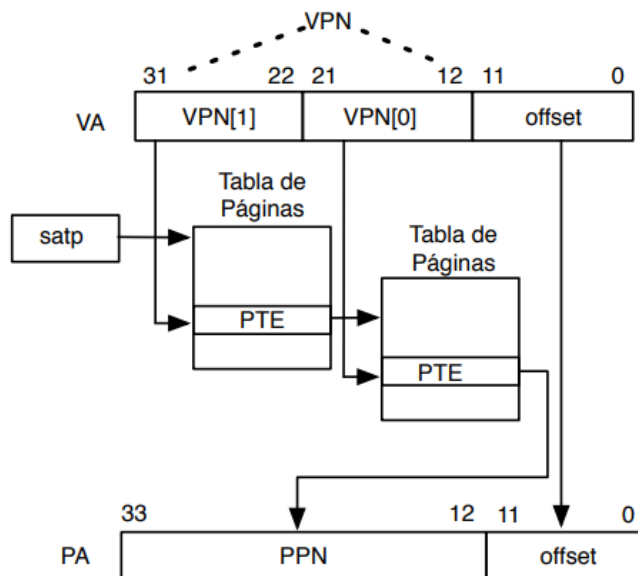 VPN
31 22 21 12 11 0
VA VPN[1] VPN[0] offset
Tabla de
Páginas
satp
Tabla de
Páginas
PTE
PTE
33 12 11 0
PA PPN offset